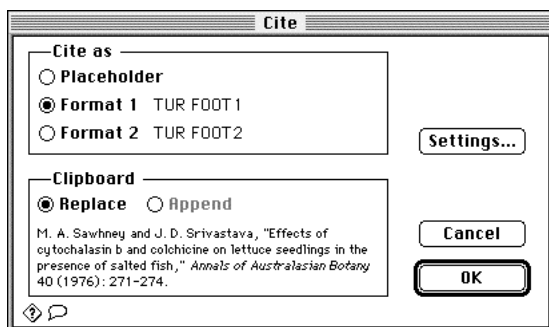 Cite
Cite as
Placeholder
Format 1 TUR FOOT1
Format 2 TUR FOOT2
Settings...
Clipboard
Replace Append
M. A. Sawhney and J. D. Srivastava, "Effects of
cytochalasin b and colchicine on lettuce seedlings in the
presence of salted fish," Annals of Australasian Botany
40 (1976): 271-274.
Cancel
OK
?